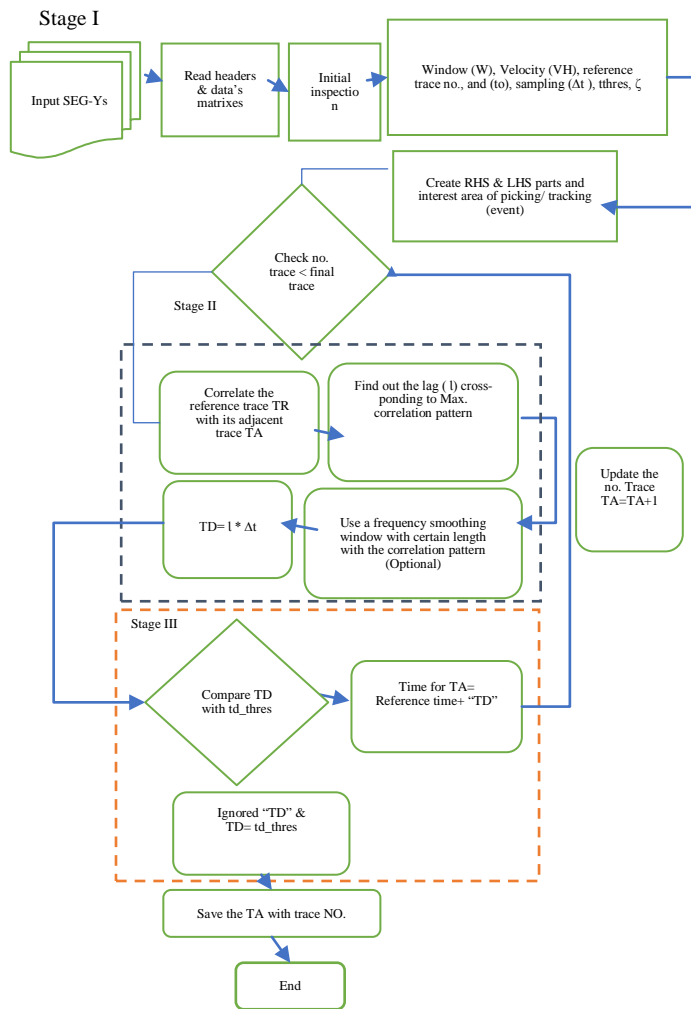 Stage I
Input SEG-Ys
Read headers
& data's
matrixes
Initial
inspectio
n
Window (W), Velocity (VH), reference
trace no., and (to), sampling (Δt ), tthres, ζ
Create RHS & LHS parts and
interest area of picking/ tracking
(event)
Check no.
trace < final
trace
Stage II
Correlate the
reference trace TR
with its adjacent
trace TA
Find out the lag ( l) cross-
ponding to Max.
correlation pattern
Update the
no. Trace
TA=TA+1
TD= l * Δt
Use a frequency smoothing
window with certain length
with the correlation pattern
(Optional)
Stage III
Compare TD
with td_thres
Time for TA=
Reference time+ “TD”
Ignored “TD” &
TD= td_thres
Save the TA with trace NO.
End